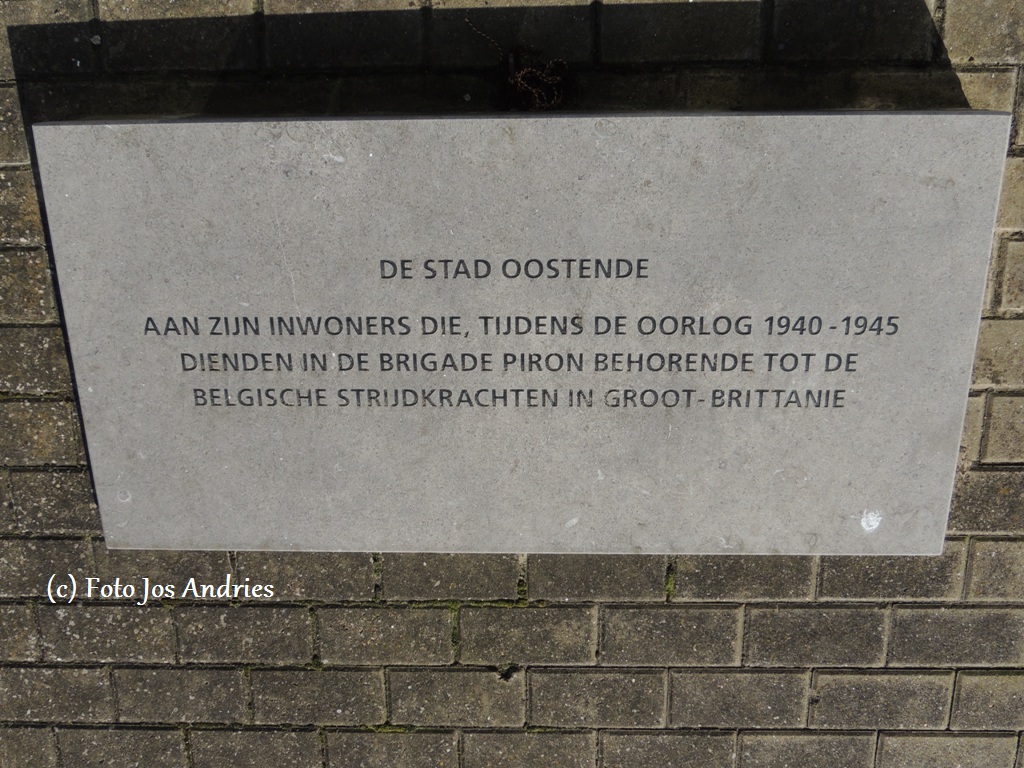 DE STAD OOSTENDE
AAN ZIJN INWONERS DIE, TIJDENS DE OORLOG 1940-1945
DIENDEN IN DE BRIGADE PIRON BEHORENDE TOT DE
BELGISCHE STRIJDKRACHTEN IN GROOT-BRITTANIE
(c) Foto Jos Andries